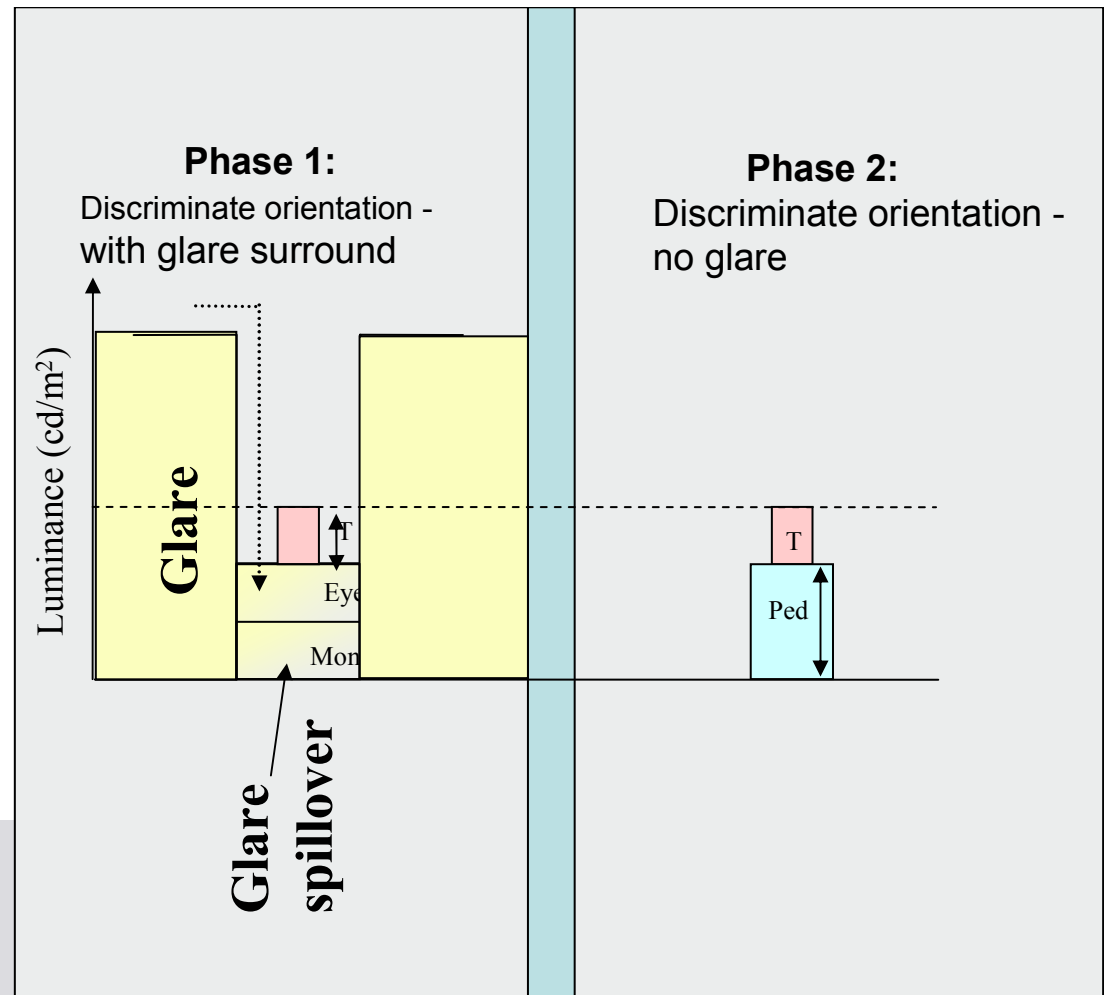 Phase 1:
Discriminate orientation -
with glare surround
Phase 2:
Discriminate orientation -
no glare
Luminance (cd/m²)
Glare
T
Eye
Mon
Glare
spillover
T
Ped